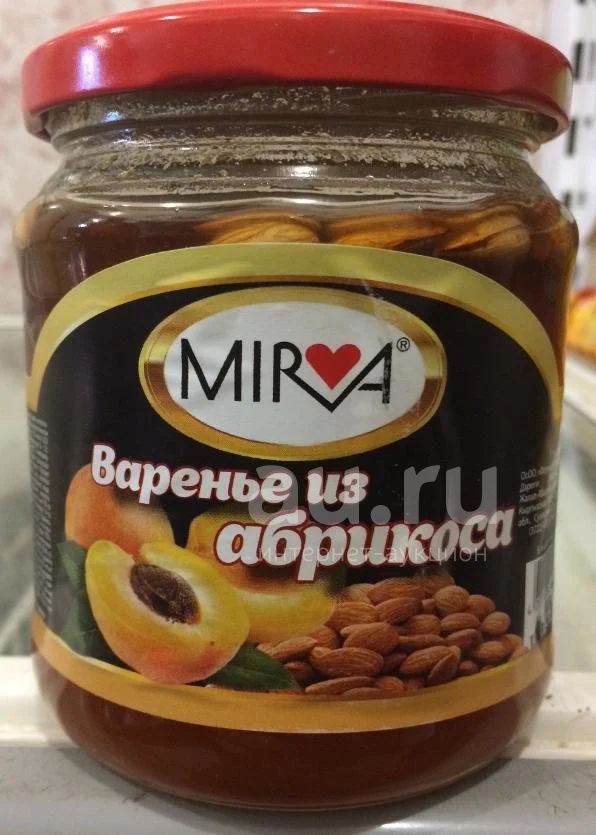 MIRVA®
Варенье из
абрикоса
au.ru
интернет-аукцион